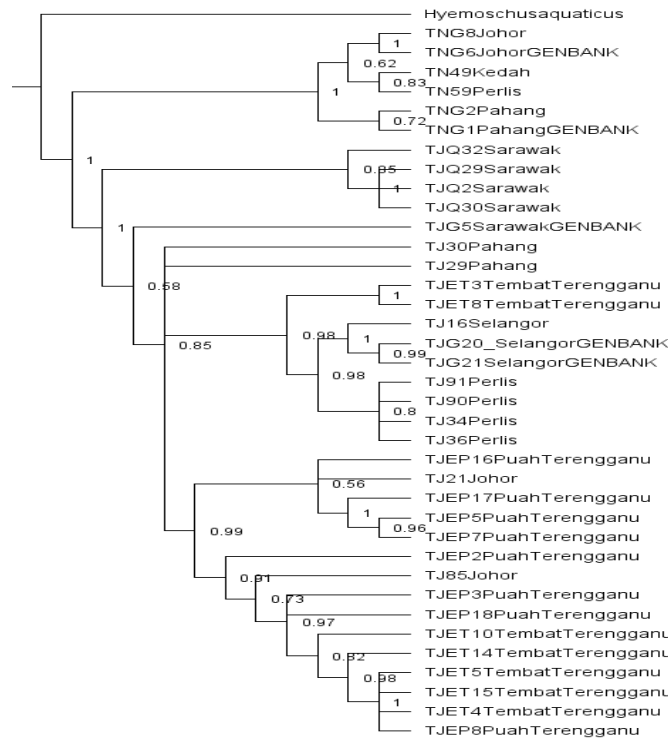 Hyemoschusaquaticus
TNG8Johor
1
TNG6JohorGENBANK
0.62
TN49Kedah
0.83
TN59Perlis
1
TNG2Pahang
0.72
TNG1PahangGENBANK
TJQ32Sarawak
1
0.85
TJQ29Sarawak
TJQ2Sarawak
1
TJQ30Sarawak
1
TJG5SarawakGENBANK
TJ30Pahang
TJ29Pahang
0.58
TJET3TembatTerengganu
1
TJET8TembatTerengganu
TJ16Selangor
0.98
1
0.85
TJG20_SelangorGENBANK
0.99
TJG21SelangorGENBANK
0.98
TJ91Perlis
TJ90Perlis
0.8
TJ34Perlis
TJ36Perlis
TJEP16PuahTerengganu
TJ21Johor
0.56
TJEP17PuahTerengganu
1
TJEP5PuahTerengganu
0.96
0.99
TJEP7PuahTerengganu
TJEP2PuahTerengganu
TJ85Johor
0.91
TJEP3PuahTerengganu
0.73
TJEP18PuahTerengganu
0.97
TJET10TembatTerengganu
TJET14TembatTerengganu
TJET5TembatTerengganu
0.98
TJET15TembatTerengganu
1
TJET4TembatTerengganu
TJEP8PuahTerengganu